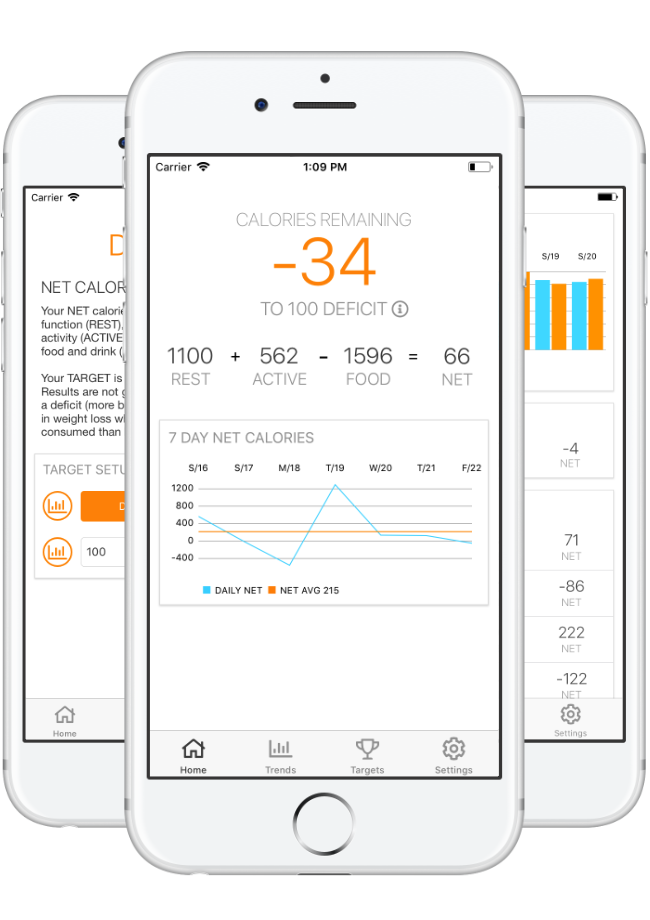 Carrier
D
NET CALOR
Your NET calorie
function (REST),
activity (ACTIVE
food and drink (
Your TARGET is
Results are not g
a deficit (more b
in weight loss wh
consumed than
TARGET SETU
D
100
Home
Carrier 1:09 PM
CALORIES REMAINING
-34
TO 100 DEFICIT
1100 + 562 - 1596 = 66
REST ACTIVE FOOD NET
7 DAY NET CALORIES
S/16 S/17 M/18 T/19 W/20 T/21 F/22
1200
800
400
0
-400
DAILY NET NET AVG 215
Home Trends Targets Settings
S/19 S/20
-4
NET
71
NET
-86
NET
222
NET
-122
NET
Settings